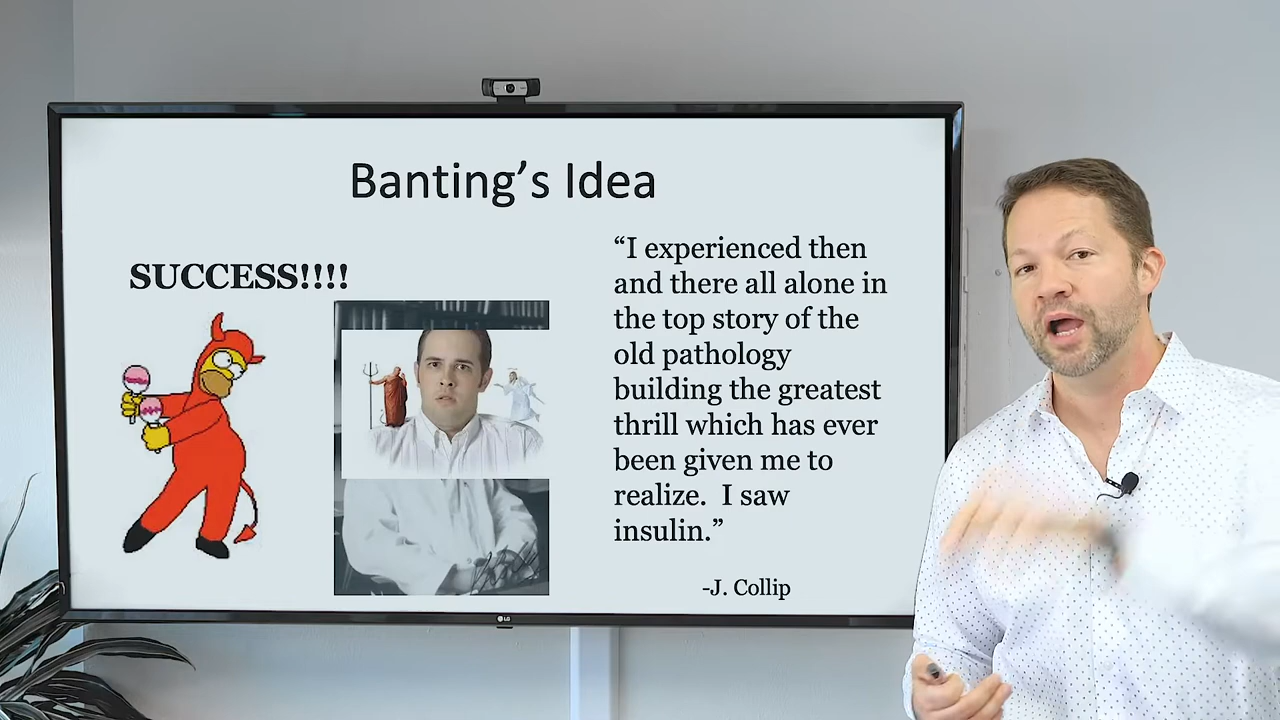 Banting's Idea
SUCCESS!!!!
“I experienced then
and there all alone in
the top story of the
old pathology
building the greatest
thrill which has ever
been given me to
realize.  I saw
insulin.”
-J. Collip
LG